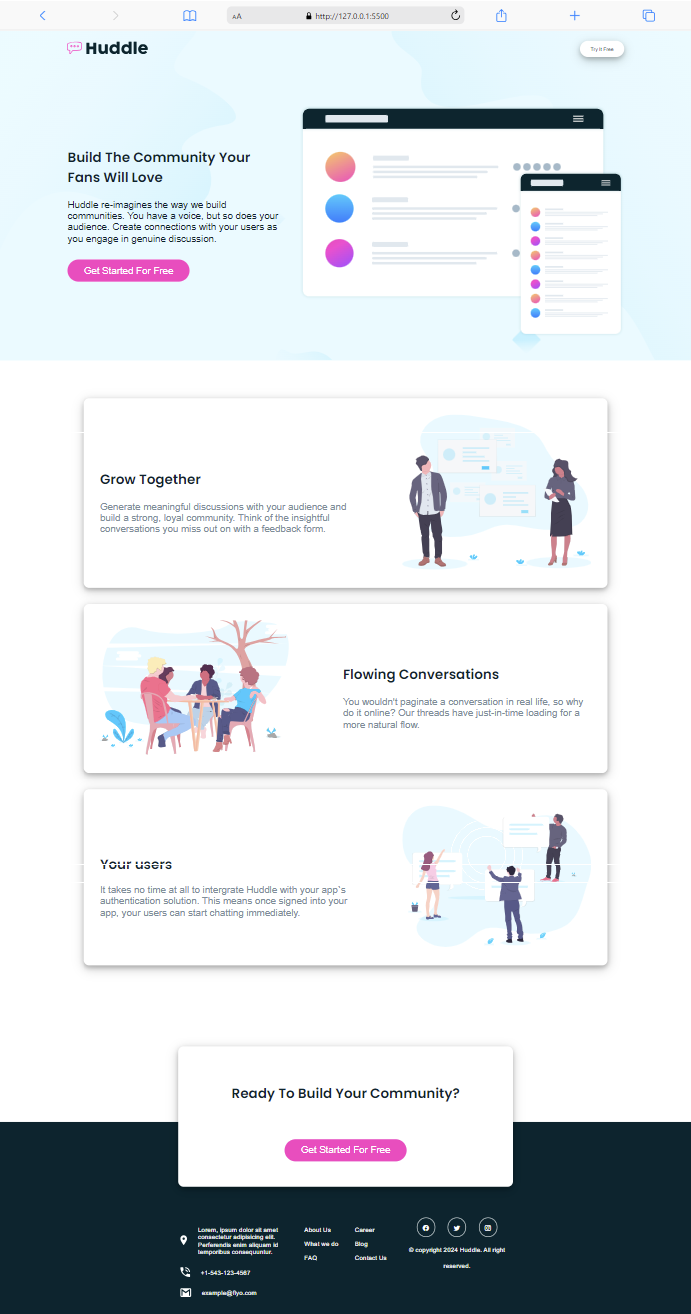 AA
http://127.0.0.1:5500
Huddle
Try It Free
Build The Community Your
Fans Will Love
Huddle re-imagines the way we build
communities. You have a voice, but so does your
audience. Create connections with your users as
you engage in genuine discussion.
Get Started For Free
Grow Together
Generate meaningful discussions with your audience and
build a strong, loyal community. Think of the insightful
conversations you miss out on with a feedback form.
Flowing Conversations
You wouldn't paginate a conversation in real life, so why
do it online? Our threads have just-in-time loading for a
more natural flow.
Your users
It takes no time at all to intergrate Huddle with your app's
authentication solution. This means once signed into your
app, your users can start chatting immediately.
Ready To Build Your Community?
Get Started For Free
Lorem, ipsum dolor sit amet
consectetur adipisicing elit.
Perferendis enim aliquam id
temporibus consequuntur.
+1-543-123-4567
example@flyo.com
About Us
What we do
FAQ
Career
Blog
Contact Us
© copyright 2024 Huddle. All right
reserved.